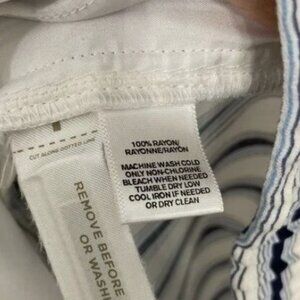 100% RAYON/
RAYONNE/RAYON
MACHINE WASH COLD
ONLY NON-CHLORINE
BLEACH WHEN NEEDED
TUMBLE DRY LOW
COOL IRON IF NEEDED
OR DRY CLEAN
CUT ALONG DOTTED LINE
REMOVE BEFORE
OR WASH